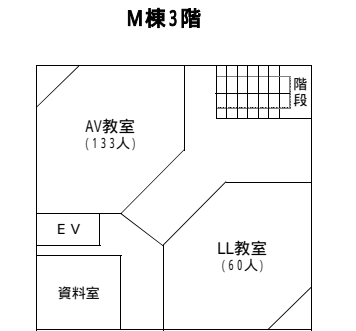 M棟3階
階
段
AV教室
(133人)
EV
LL教室
(60人)
資料室